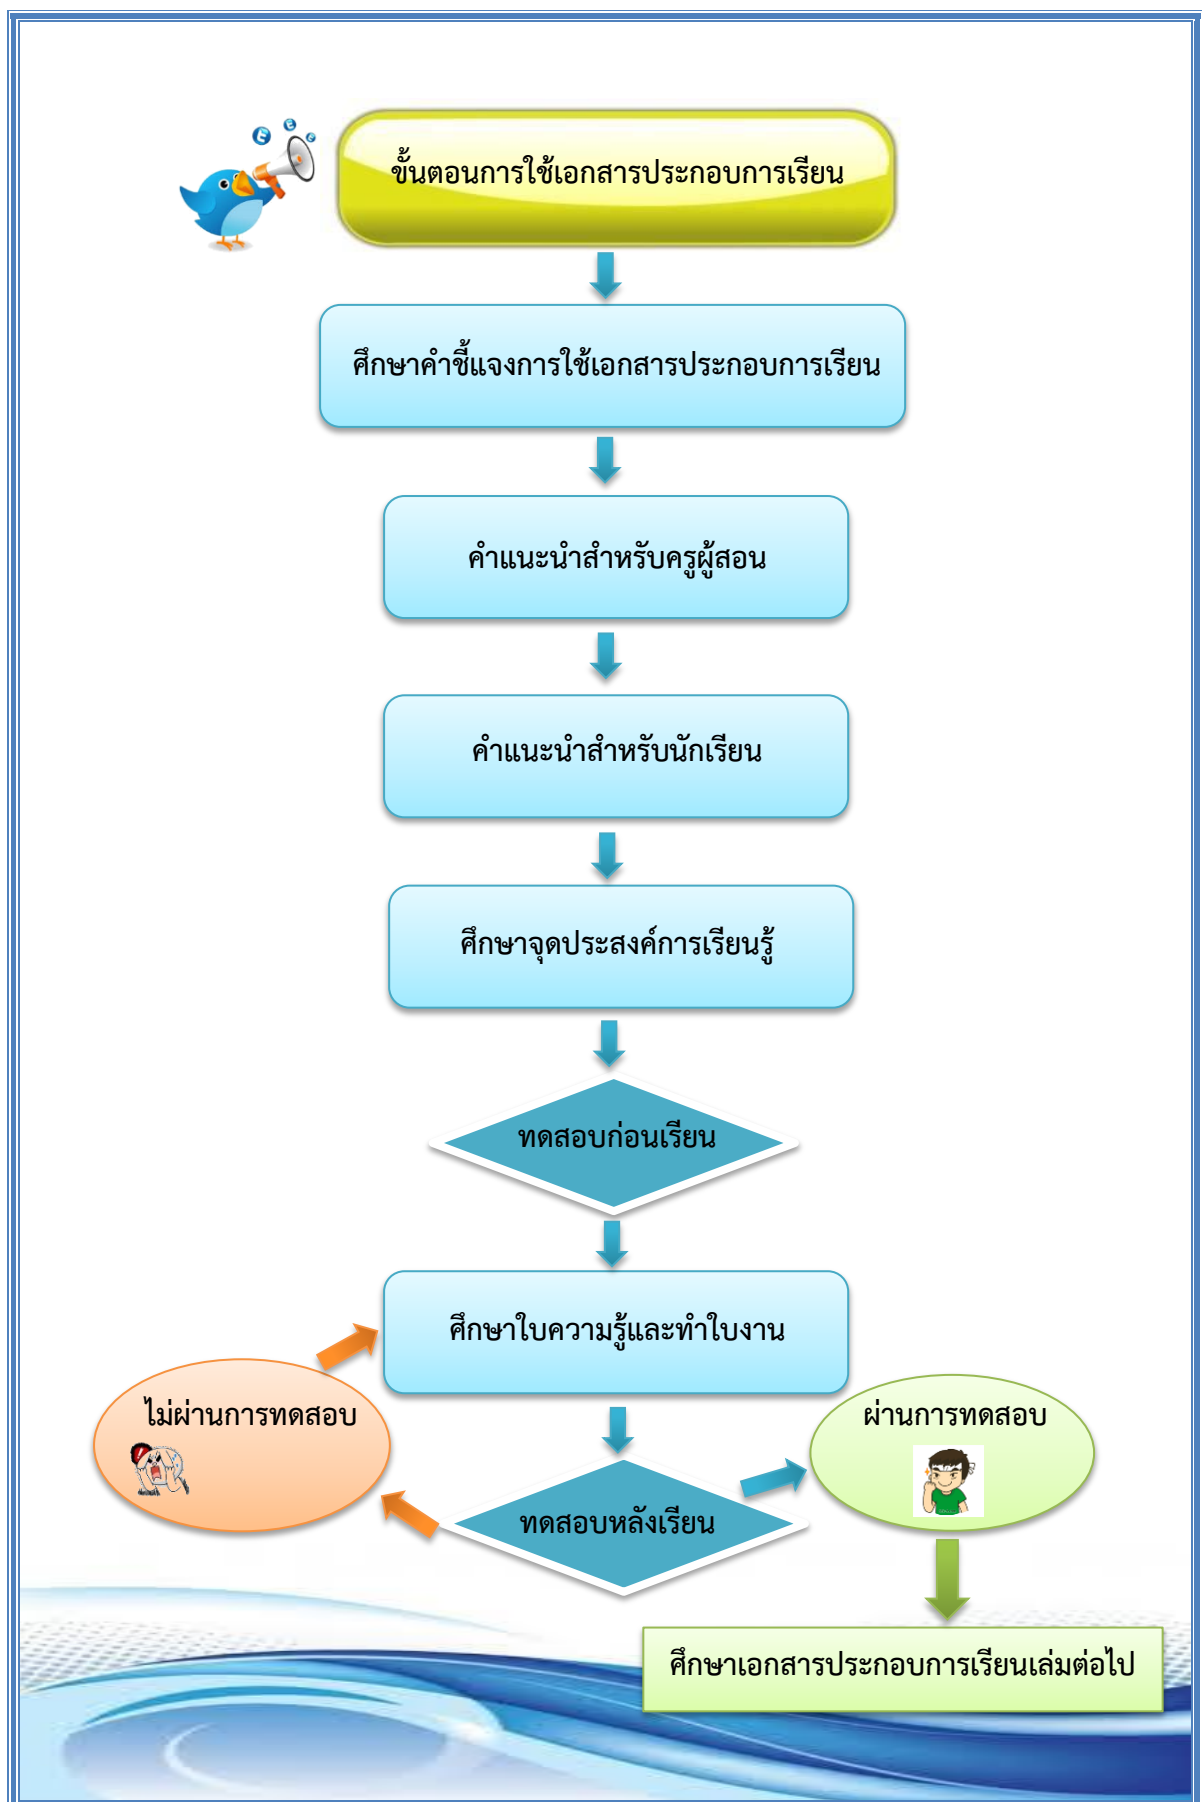 ขั้นตอนการใช้เอกสารประกอบการเรียน
ศึกษาคำชี้แจงการใช้เอกสารประกอบการเรียน
คำแนะนำสำหรับครูผู้สอน
คำแนะนำสำหรับนักเรียน
ศึกษาจุดประสงค์การเรียนรู้
ทดสอบก่อนเรียน
ศึกษาใบความรู้และทำใบงาน
ไม่ผ่านการทดสอบ
ผ่านการทดสอบ
ทดสอบหลังเรียน
ศึกษาเอกสารประกอบการเรียนเล่มต่อไป